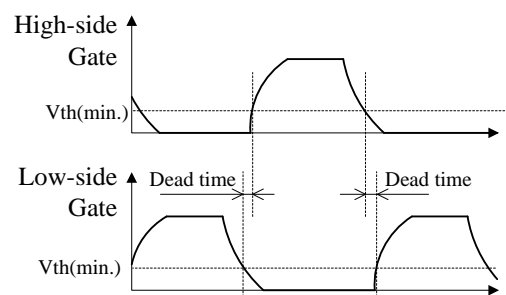 High-side
Gate
Vth(min.)
Low-side
Gate
Dead time
Dead time
Vth(min.)